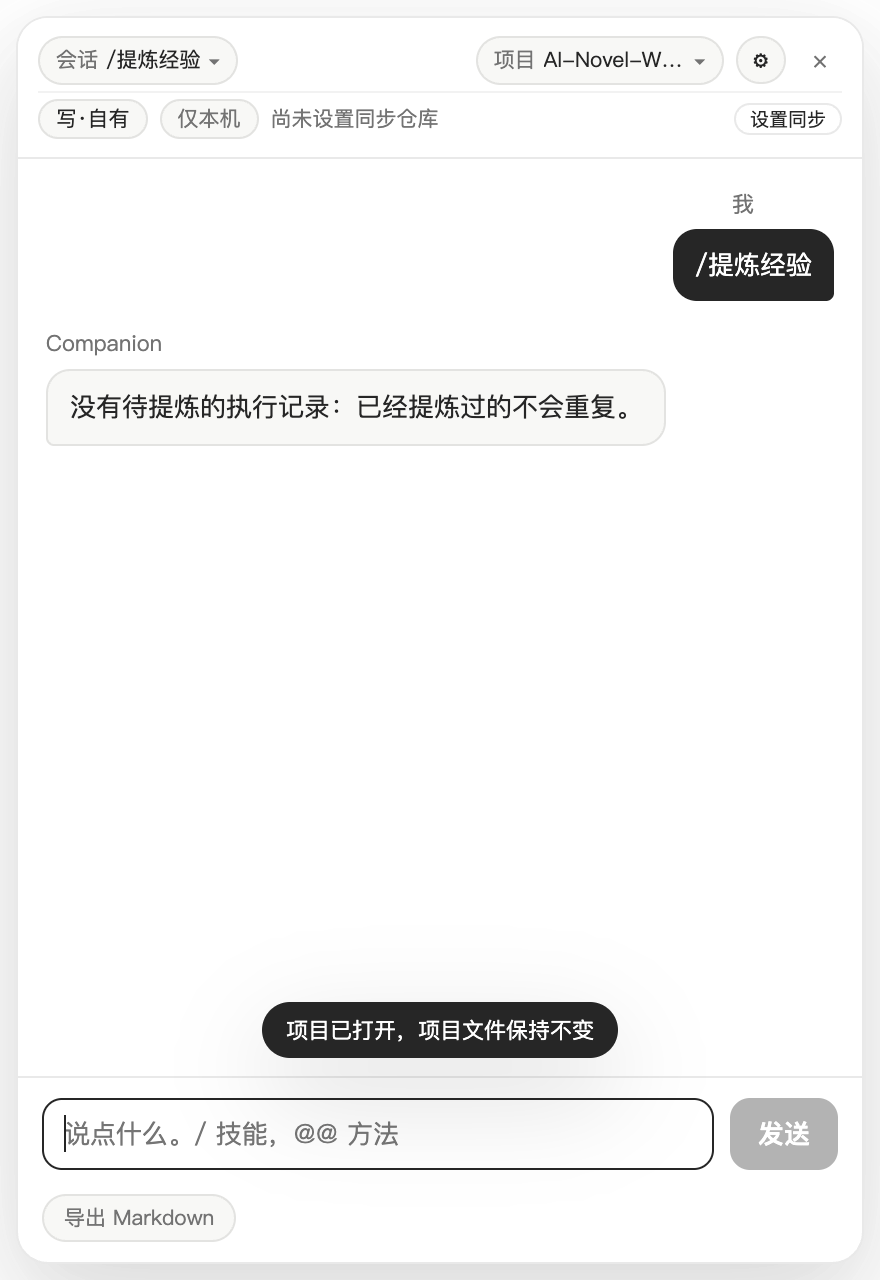 会话 /提炼经验
项目 AI-Novel-W...
写·自有
仅本机
尚未设置同步仓库
设置同步
我
/提炼经验
Companion
没有待提炼的执行记录：已经提炼过的不会重复。
项目已打开，项目文件保持不变
说点什么。/ 技能，@@ 方法
发送
导出 Markdown